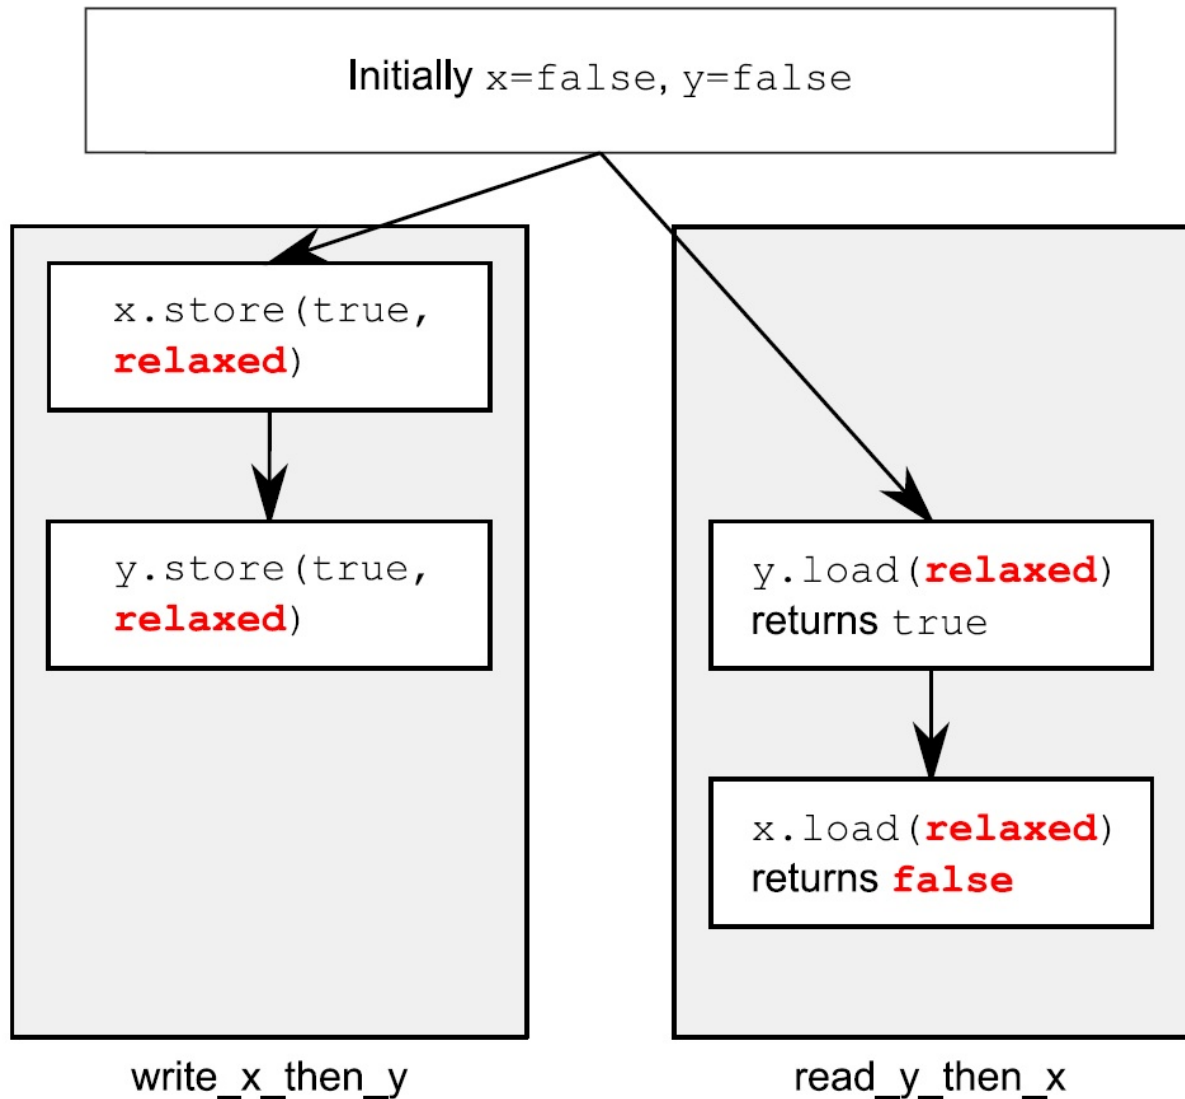 Initially x=false, y=false
x.store(true,
relaxed)
y.store(true,
relaxed)
write_x_then_y
y.load(relaxed)
returns true
x.load(relaxed)
returns false
read_y_then_x